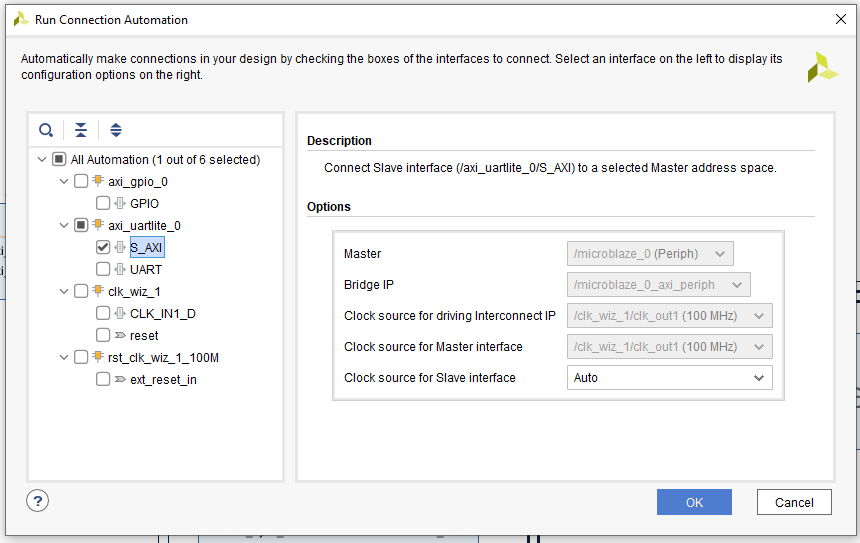 Run Connection Automation
Automatically make connections in your design by checking the boxes of the interfaces to connect. Select an interface on the left to display its
configuration options on the right.
All Automation (1 out of 6 selected)
axi_gpio_0
GPIO
axi_uartlite_0
S_AXI
UART
clk_wiz_1
CLK_IN1_D
reset
rst_clk_wiz_1_100M
ext_reset_in
Description
Connect Slave interface (/axi_uartlite_0/S_AXI) to a selected Master address space.
Options
Master /microblaze_0 (Periph)
Bridge IP /microblaze_0_axi_periph
Clock source for driving Interconnect IP /clk_wiz_1/clk_out1 (100 MHz)
Clock source for Master interface /clk_wiz_1/clk_out1 (100 MHz)
Clock source for Slave interface Auto
?
OK
Cancel